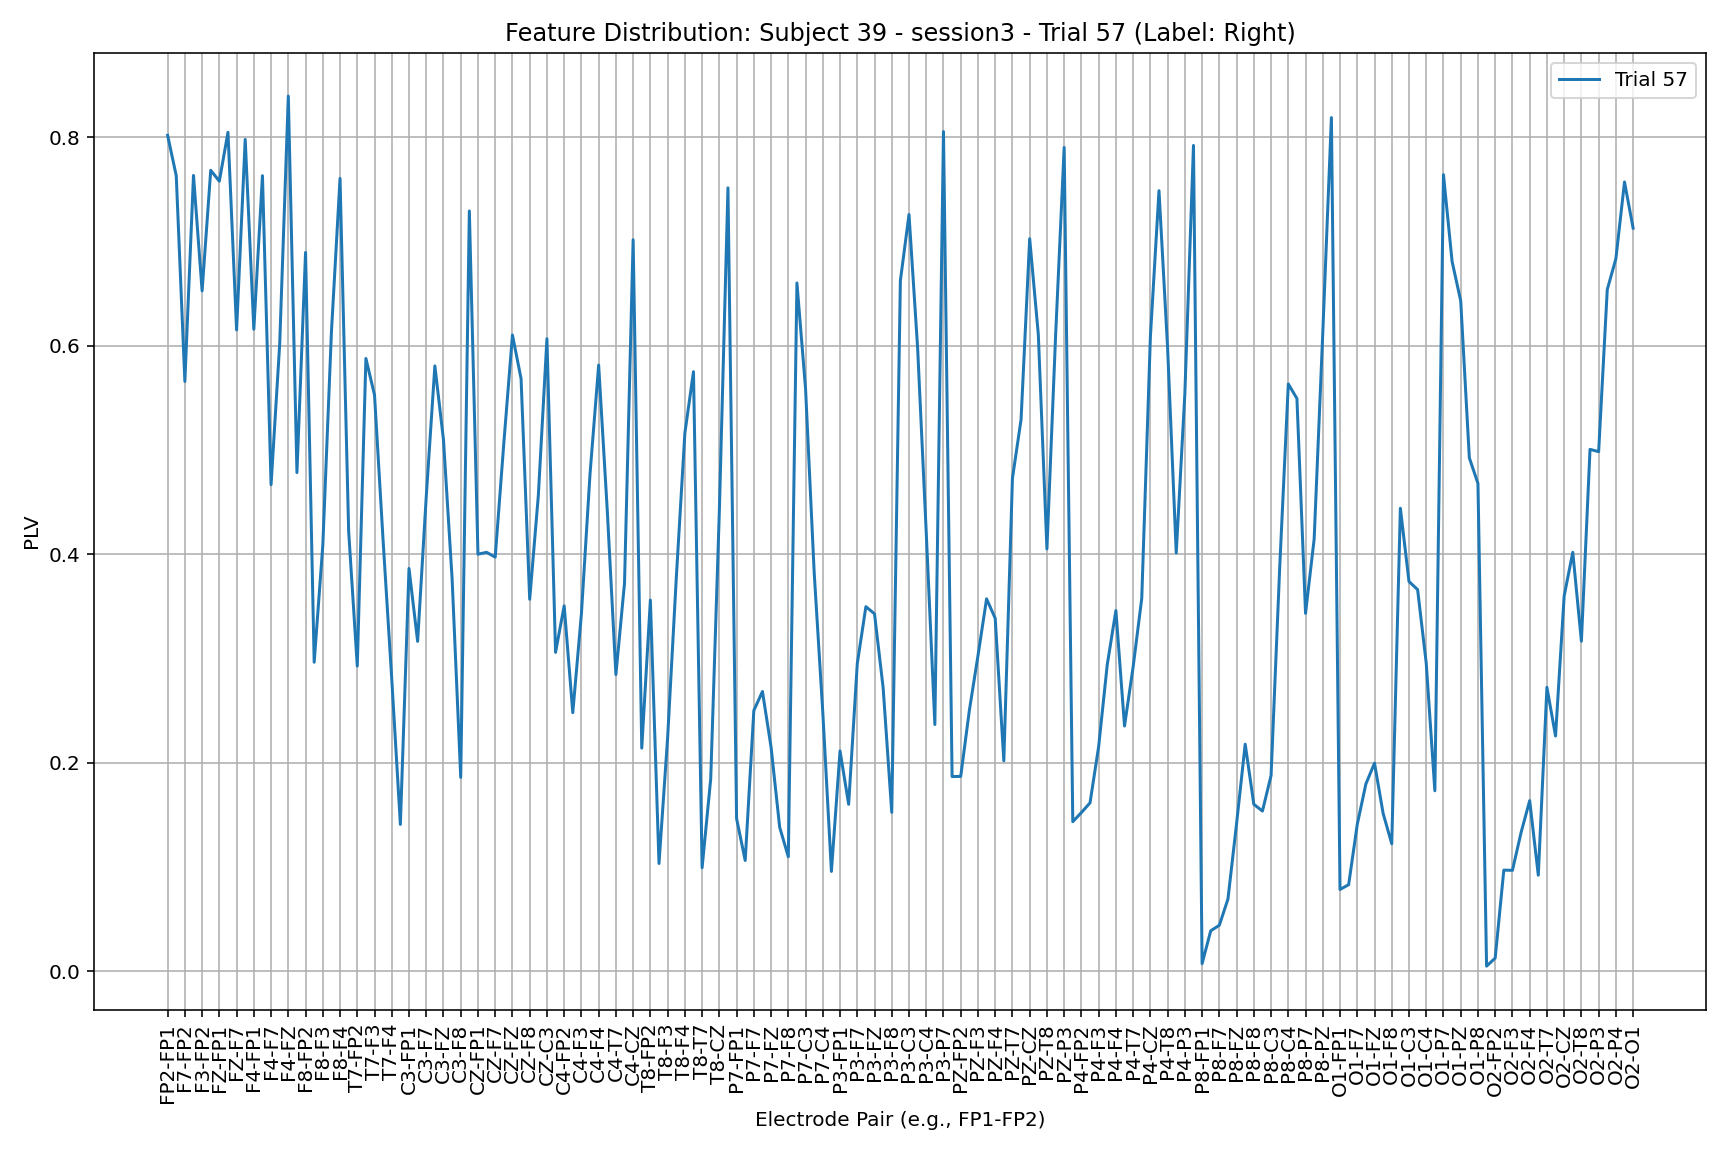 Feature Distribution: Subject 39 - session3 - Trial 57 (Label: Right)
Trial 57
PLV
0.8
0.6
0.4
0.2
0.0
FP2-FP1
F7-FP2
F3-FP2
FZ-FP1
FZ-F7
F4-FP1
F4-F7
F4-FZ
F8-FP2
F8-F3
F8-F4
T7-FP2
T7-F3
T7-F4
C3-FP1
C3-F7
C3-FZ
C3-F8
CZ-FP1
CZ-F7
CZ-FZ
CZ-F8
CZ-C3
C4-FP2
C4-F3
C4-F4
C4-T7
C4-CZ
T8-FP2
T8-F3
T8-F4
T8-T7
T8-CZ
P7-FP1
P7-F7
P7-FZ
P7-F8
P7-C3
P7-C4
P3-FP1
P3-F7
P3-FZ
P3-F8
P3-C3
P3-C4
P3-P7
PZ-FP2
PZ-F3
PZ-F4
PZ-T7
PZ-CZ
PZ-T8
PZ-P3
P4-FP2
P4-F3
P4-F4
P4-T7
P4-CZ
P4-T8
P4-P3
P8-FP1
P8-F7
P8-FZ
P8-F8
P8-C3
P8-C4
P8-P7
P8-PZ
O1-FP1
O1-F7
O1-FZ
O1-F8
O1-C3
O1-C4
O1-P7
O1-PZ
O1-P8
O2-FP2
O2-F3
O2-F4
O2-T7
O2-CZ
O2-T8
O2-P3
O2-P4
O2-O1
Electrode Pair (e.g., FP1-FP2)